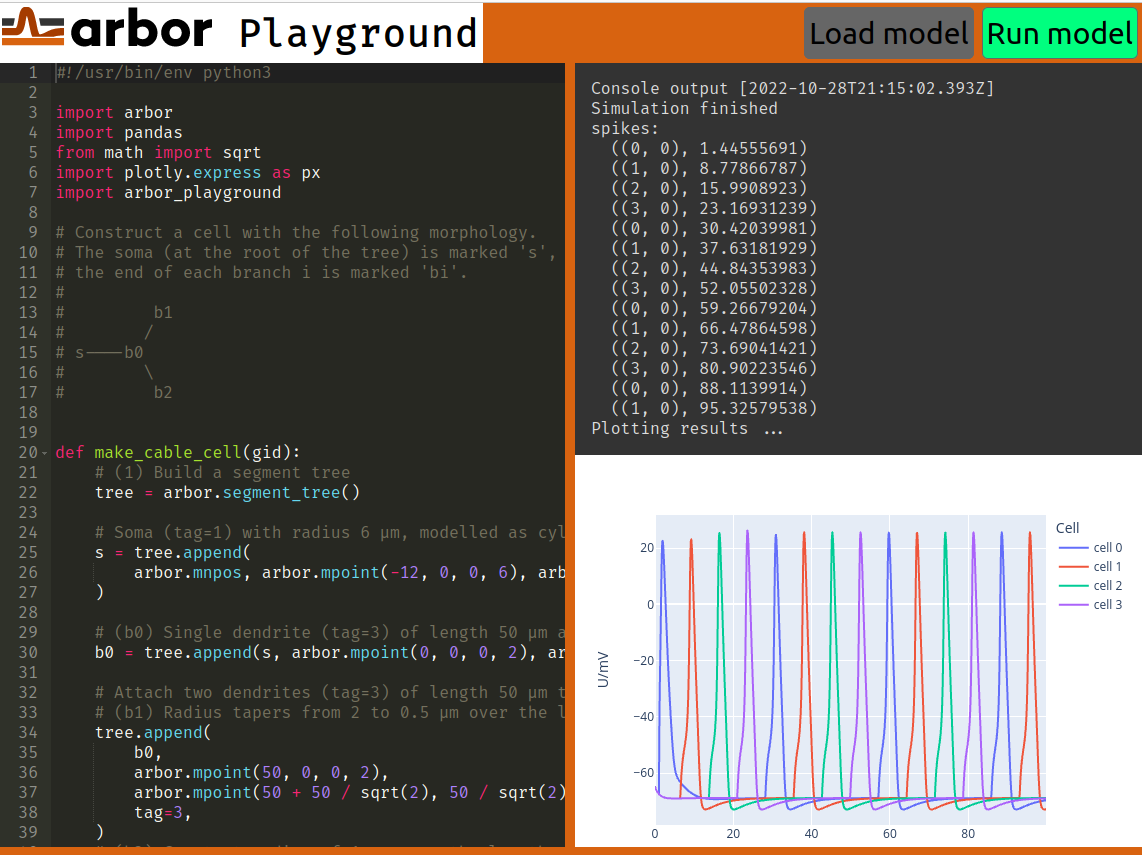 arbor Playground
Load model
Run model
1 #!/usr/bin/env python3
2
3 import arbor
4 import pandas
5 from math import sqrt
6 import plotly.express as px
7 import arbor_playground
8
9 # Construct a cell with the following morphology.
10 # The soma (at the root of the tree) is marked 's',
11 # the end of each branch i is marked 'bi'.
12 #
13 #         b1
14 #        /
15 # s----b0
16 #        \
17 #         b2
18
19
20 def make_cable_cell(gid):
21     # (1) Build a segment tree
22     tree = arbor.segment_tree()
23
24     # Soma (tag=1) with radius 6 μm, modelled as cyl
25     s = tree.append(
26         arbor.mnpos, arbor.mpoint(-12, 0, 0, 6), arb
27     )
28
29     # (b0) Single dendrite (tag=3) of length 50 μm a
30     b0 = tree.append(s, arbor.mpoint(0, 0, 0, 2), ar
31
32     # Attach two dendrites (tag=3) of length 50 μm t
33     # (b1) Radius tapers from 2 to 0.5 μm over the l
34     tree.append(
35         b0,
36         arbor.mpoint(50, 0, 0, 2),
37         arbor.mpoint(50 + 50 / sqrt(2), 50 / sqrt(2)
38         tag=3,
39     )
Console output [2022-10-28T21:15:02.393Z]
Simulation finished
spikes:
((0, 0), 1.44555691)
((1, 0), 8.77866787)
((2, 0), 15.9908923)
((3, 0), 23.16931239)
((0, 0), 30.42039981)
((1, 0), 37.63181929)
((2, 0), 44.84353983)
((3, 0), 52.05502328)
((0, 0), 59.26679204)
((1, 0), 66.47864598)
((2, 0), 73.69041421)
((3, 0), 80.90223546)
((0, 0), 88.1139914)
((1, 0), 95.32579538)
Plotting results ...
Cell
cell 0
cell 1
cell 2
cell 3
U/mV
20
0
−20
−40
−60
0 20 40 60 80